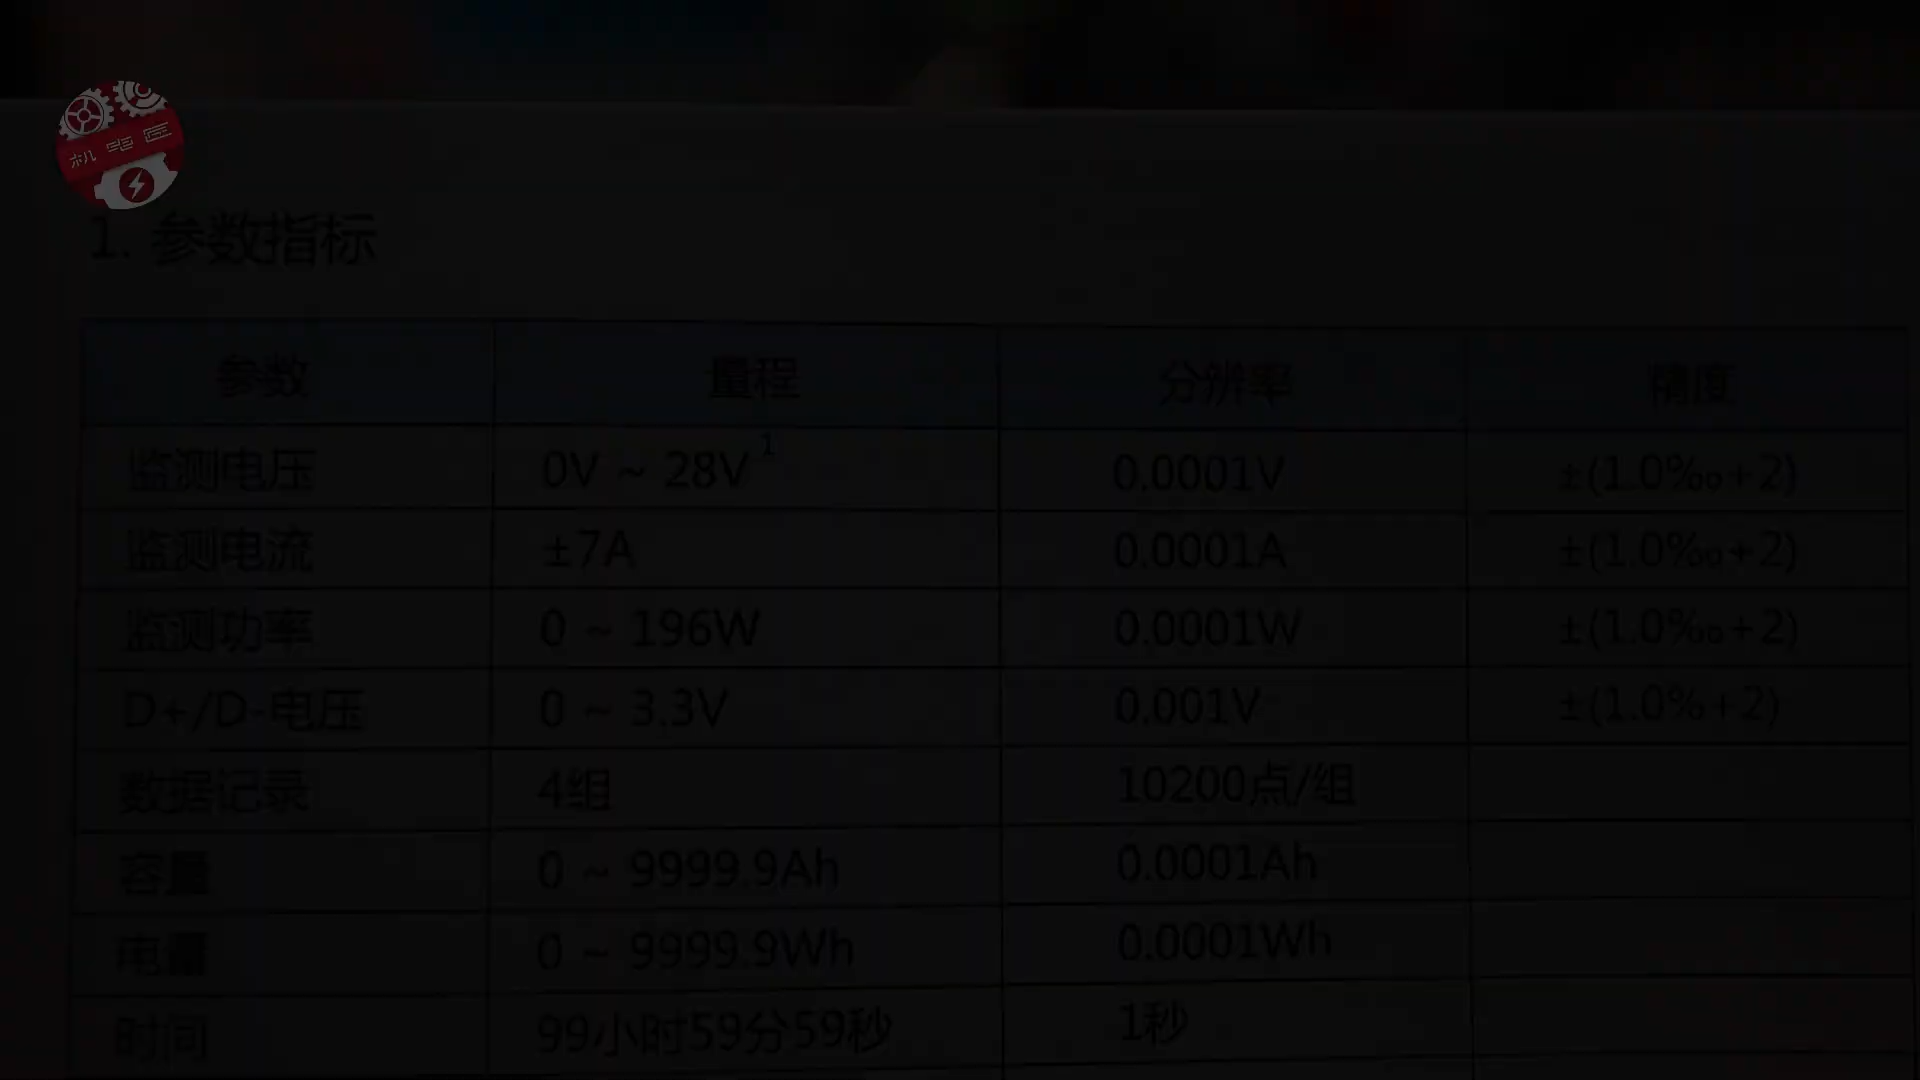 机电匠
1. 参数指标
参数 量程 分辨率 精度
监测电压 0V ~ 28V 1 0.0001V ±(1.0‰+2)
监测电流 ±7A 0.0001A ±(1.0‰+2)
监测功率 0 ~ 196W 0.0001W ±(1.0‰+2)
D+/D-电压 0 ~ 3.3V 0.001V ±(1.0%+2)
数据记录 4组 10200点/组
容量 0 ~ 9999.9Ah 0.0001Ah
电量 0 ~ 9999.9Wh 0.0001Wh
时间 99小时59分59秒 1秒